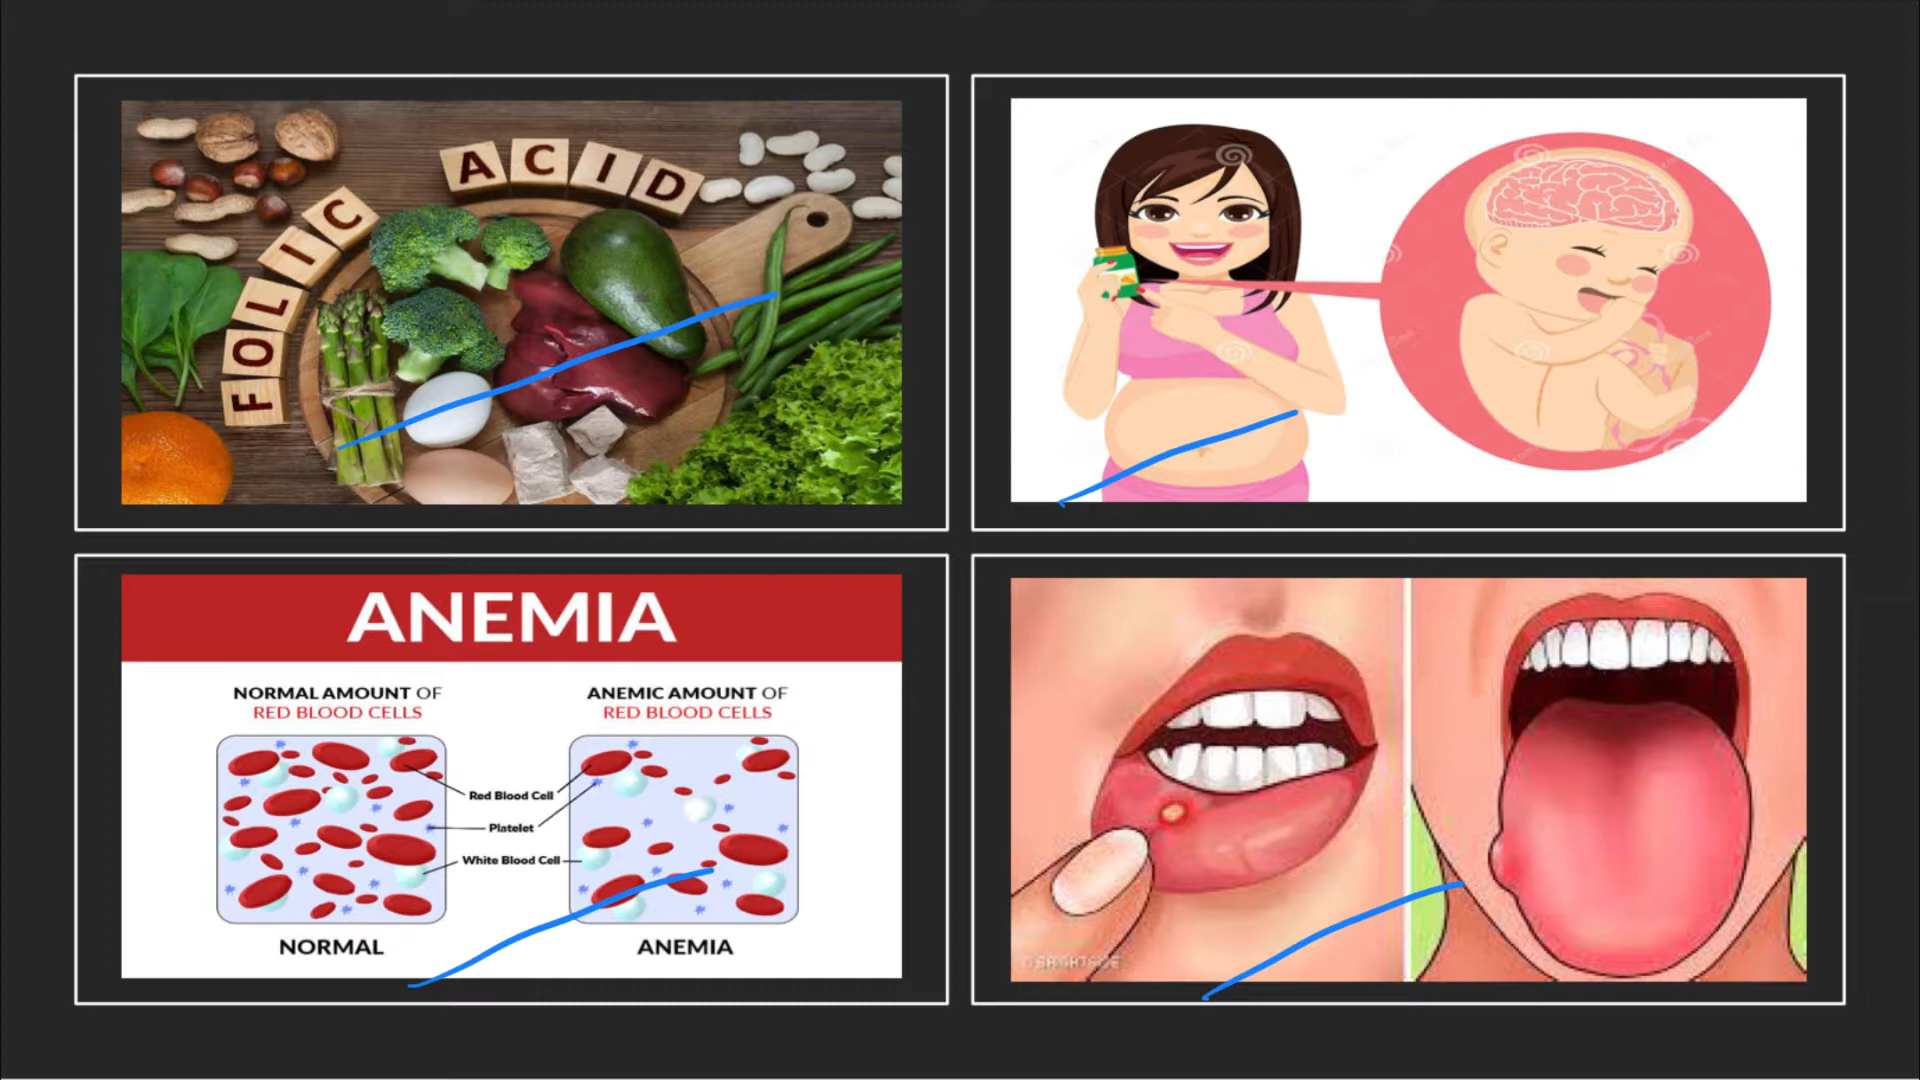 FOLIC ACID
ANEMIA
NORMAL AMOUNT OF
RED BLOOD CELLS
ANEMIC AMOUNT OF
RED BLOOD CELLS
Red Blood Cell
Platelet
White Blood Cell
NORMAL
ANEMIA
© BRIGHTSIDE